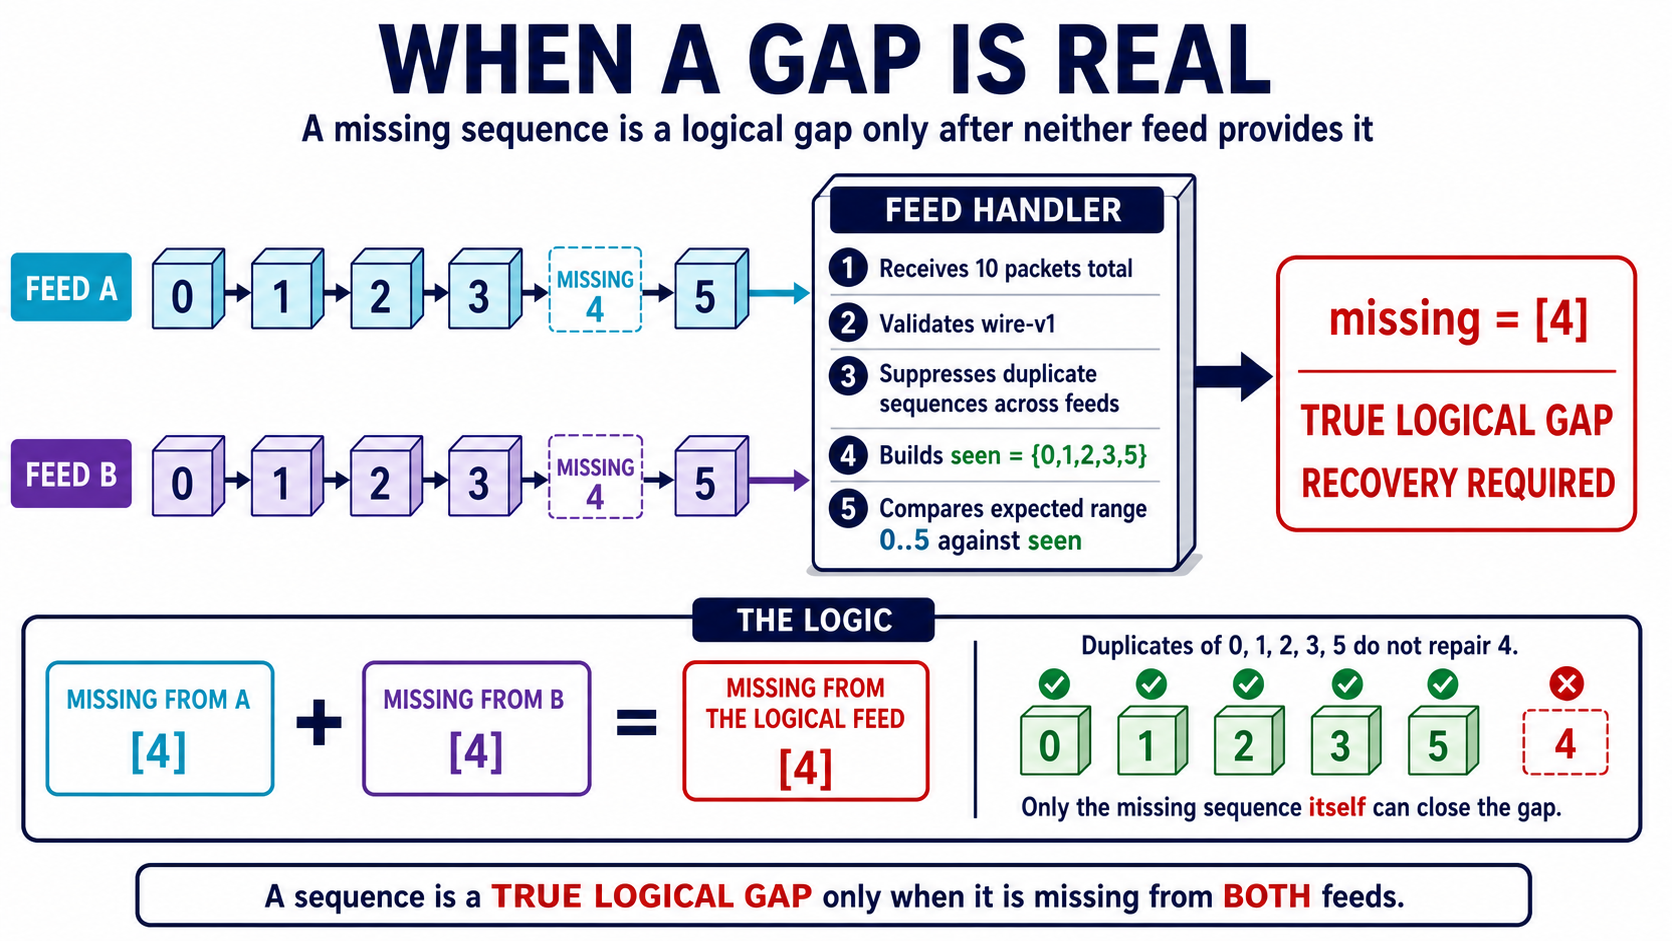 WHEN A GAP IS REAL
A missing sequence is a logical gap only after neither feed provides it
FEED A
0
1
2
3
MISSING
4
5
FEED B
0
1
2
3
MISSING
4
5
FEED HANDLER
1 Receives 10 packets total
2 Validates wire-v1
3 Suppresses duplicate
sequences across feeds
4 Builds seen = {0,1,2,3,5}
5 Compares expected range
0..5 against seen
missing = [4]
TRUE LOGICAL GAP
RECOVERY REQUIRED
THE LOGIC
MISSING FROM A
[4]
+
MISSING FROM B
[4]
=
MISSING FROM
THE LOGICAL FEED
[4]
Duplicates of 0, 1, 2, 3, 5 do not repair 4.
0
1
2
3
5
4
Only the missing sequence itself can close the gap.
A sequence is a TRUE LOGICAL GAP only when it is missing from BOTH feeds.